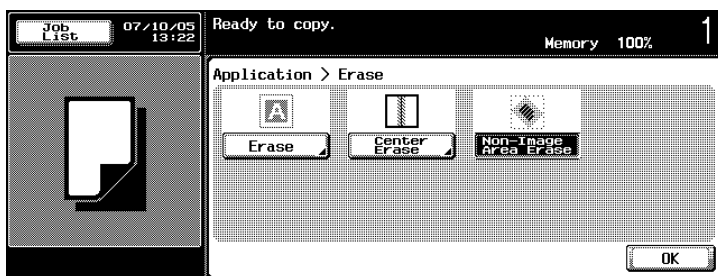 Job
List
07/10/05
13:22
Ready to copy.
Memory 100%
1
Application > Erase
A
Erase
Center
Erase
Non-Image
Area Erase
OK